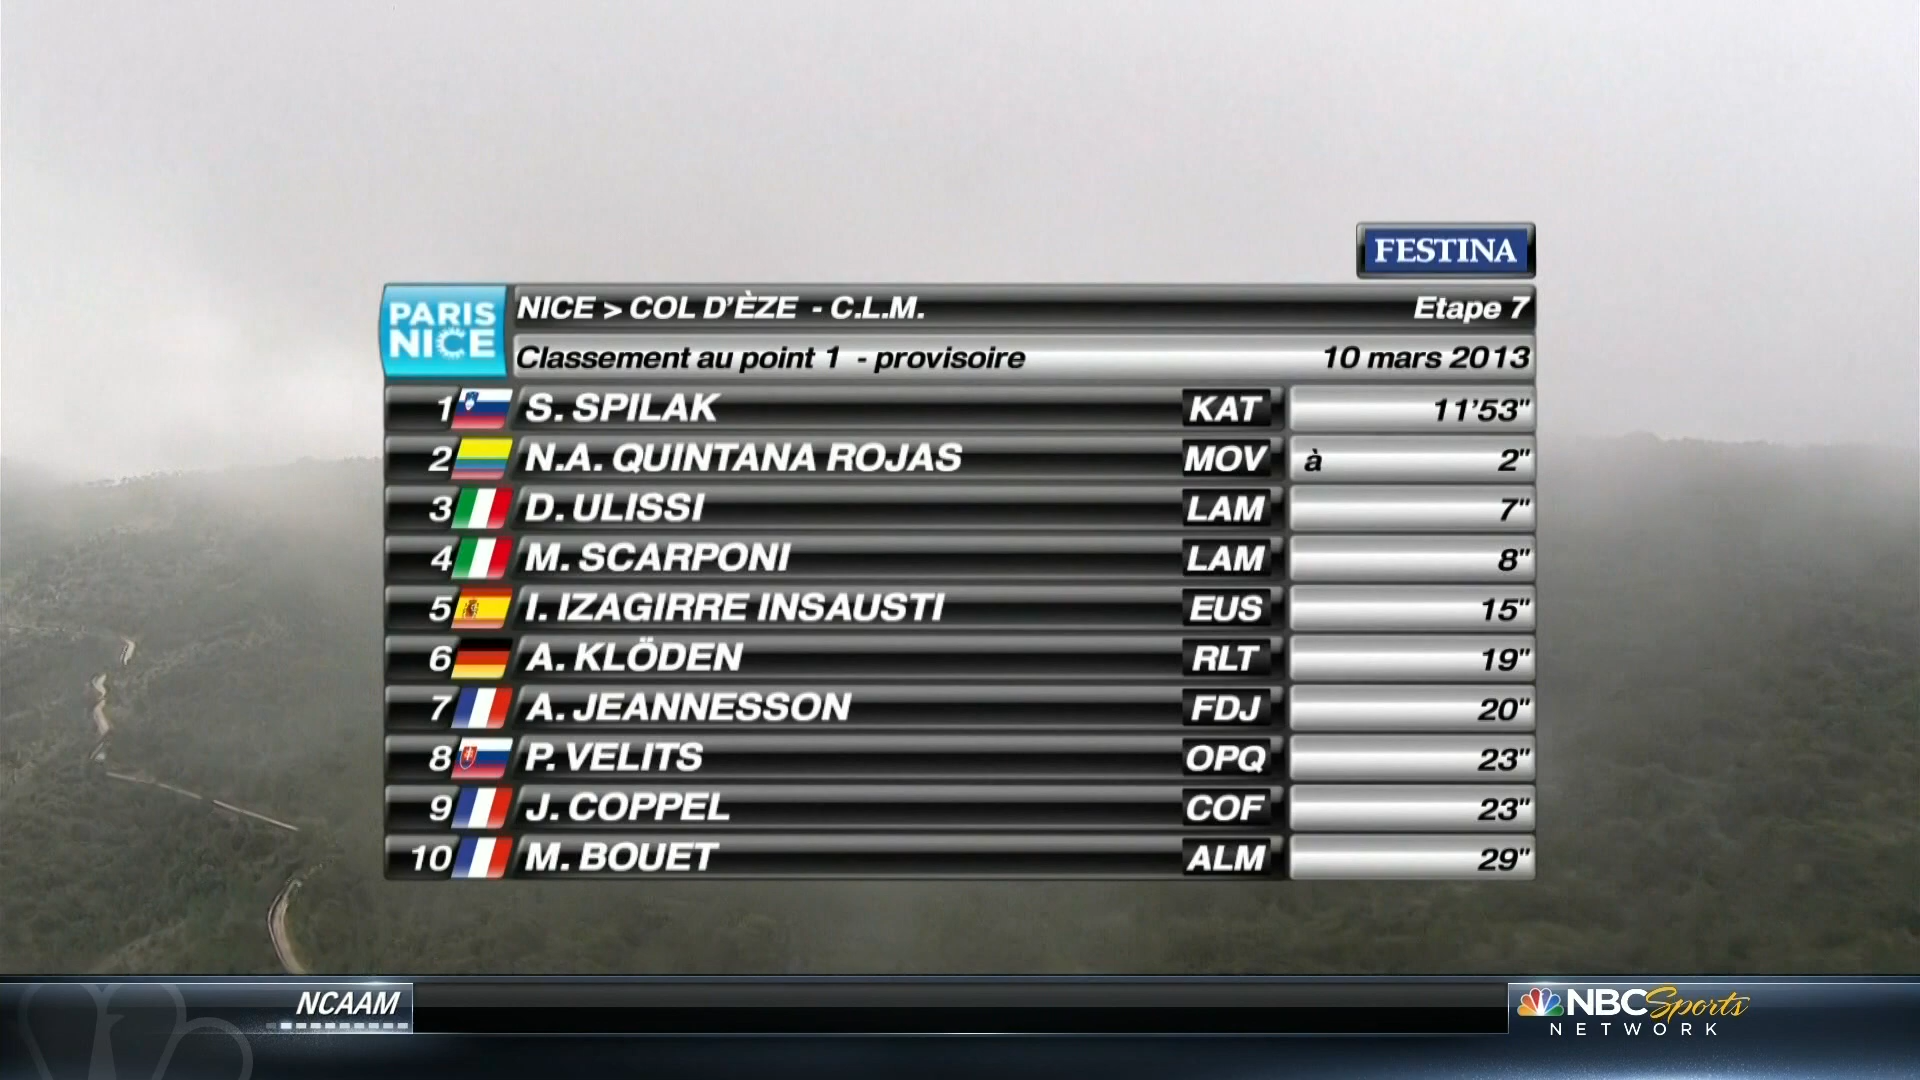 FESTINA
PARIS
NICE
NICE > COL D'ÈZE - C.L.M. Etape 7
Classement au point 1 - provisoire 10 mars 2013
1 S. SPILAK KAT 11'53"
2 N.A. QUINTANA ROJAS MOV à 2"
3 D. ULISSI LAM 7"
4 M. SCARPONI LAM 8"
5 I. IZAGIRRE INSAUSTI EUS 15"
6 A. KLÖDEN RLT 19"
7 A. JEANNESSON FDJ 20"
8 P. VELITS OPQ 23"
9 J. COPPEL COF 23"
10 M. BOUET ALM 29"
NCAAM
NBC Sports
NETWORK